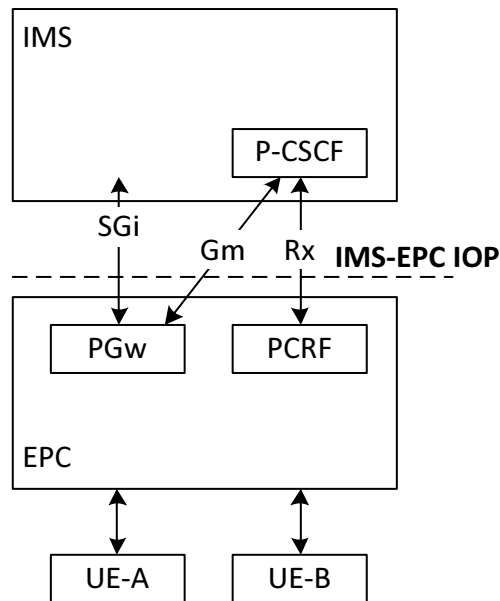 IMS
P-CSCF
SGi
Gm
Rx
IMS-EPC IOP
PGw
PCRF
EPC
UE-A
UE-B